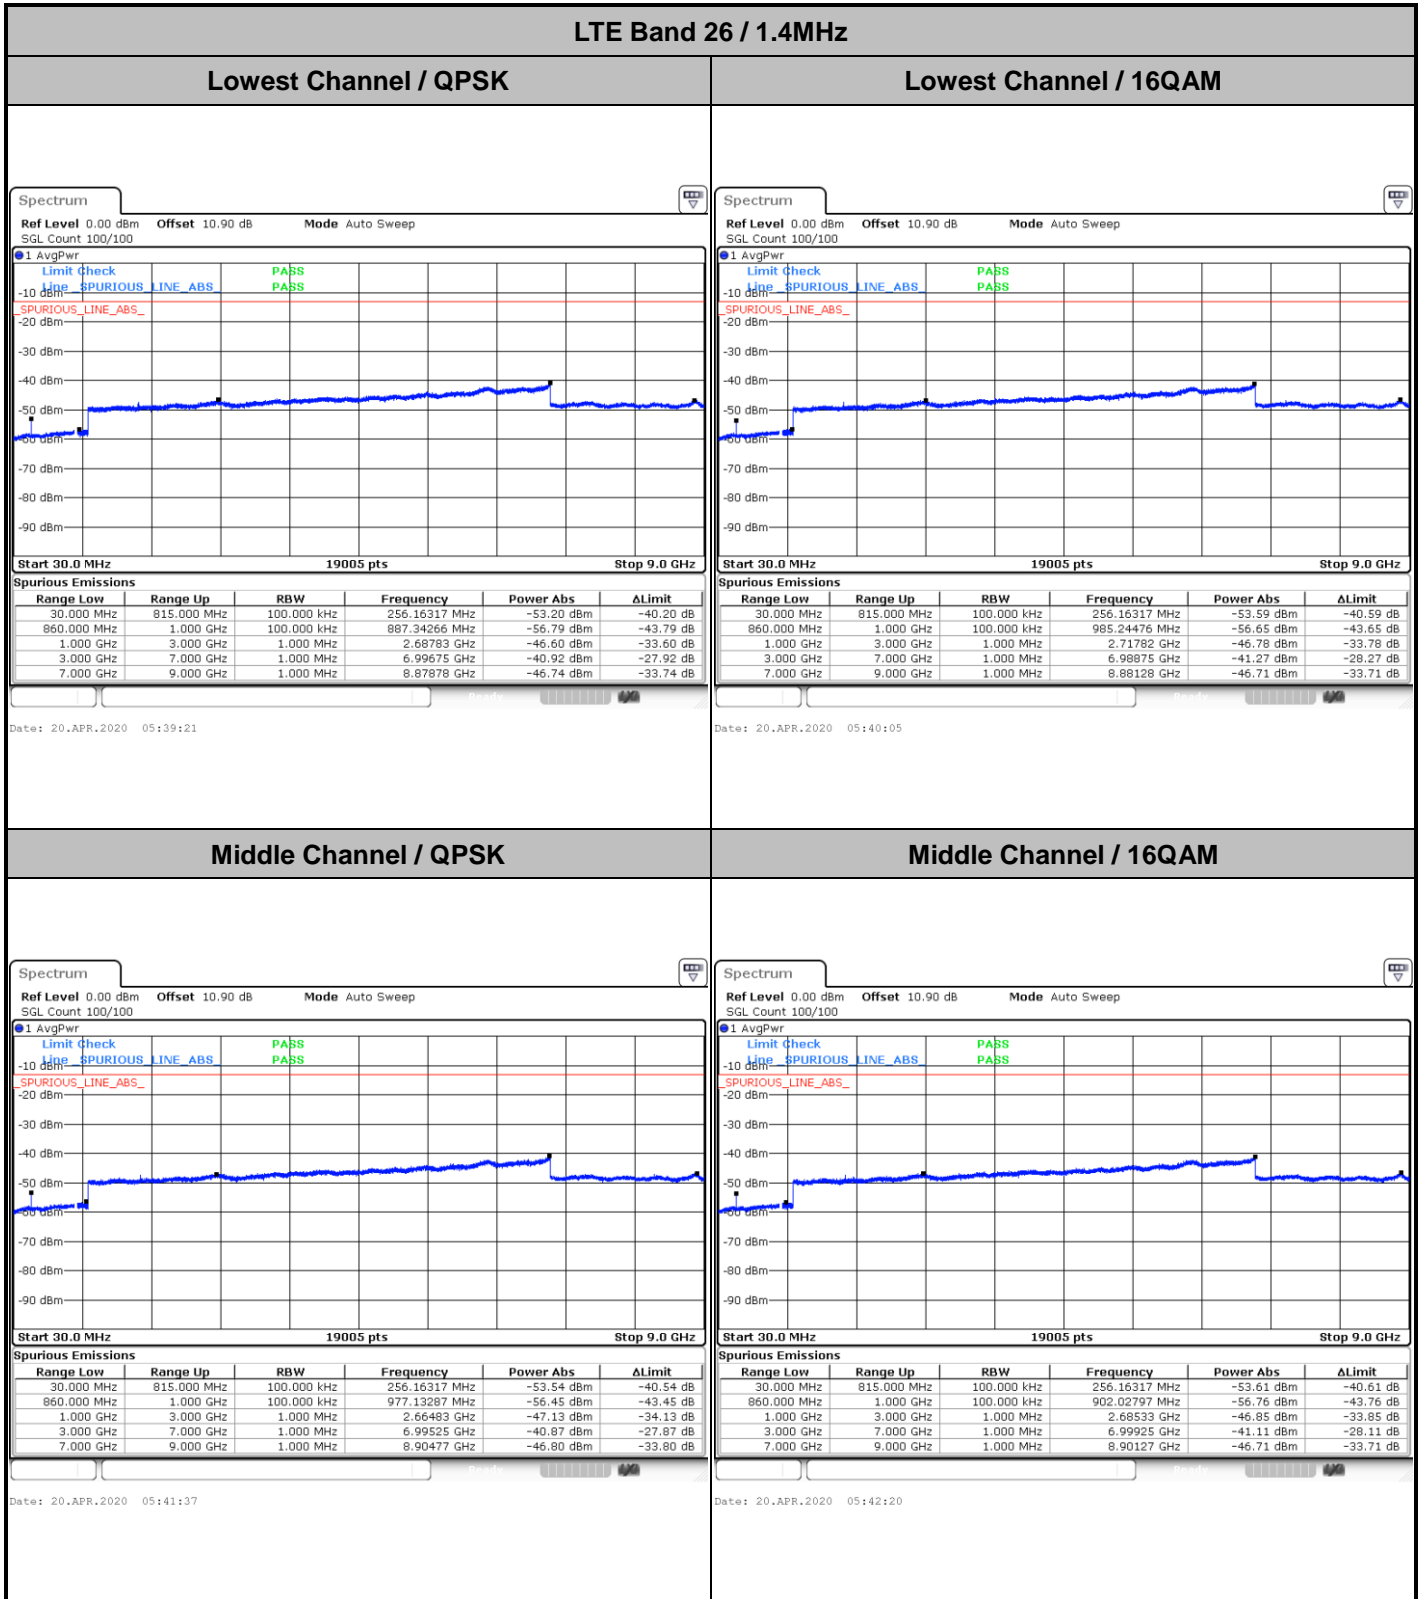 LTE Band 26 / 1.4MHz
Lowest Channel / QPSK
Lowest Channel / 16QAM
Spectrum
Ref Level 0.00 dBm Offset 10.90 dB Mode Auto Sweep
SGL Count 100/100
1 AvgPwr
Limit Check PASS
Line _SPURIOUS_LINE_ABS_ PASS
-10 dBm
_SPURIOUS_LINE_ABS_
-20 dBm
-30 dBm
-40 dBm
-50 dBm
-60 dBm
-70 dBm
-80 dBm
-90 dBm
Start 30.0 MHz 19005 pts Stop 9.0 GHz
Spurious Emissions
Range Low Range Up RBW Frequency Power Abs ΔLimit
30.000 MHz 815.000 MHz 100.000 kHz 256.16317 MHz -53.20 dBm -40.20 dB
860.000 MHz 1.000 GHz 100.000 kHz 887.34266 MHz -56.79 dBm -43.79 dB
1.000 GHz 3.000 GHz 1.000 MHz 2.68783 GHz -46.60 dBm -33.60 dB
3.000 GHz 7.000 GHz 1.000 MHz 6.99675 GHz -40.92 dBm -27.92 dB
7.000 GHz 9.000 GHz 1.000 MHz 8.87878 GHz -46.74 dBm -33.74 dB
Ready
Date: 20.APR.2020 05:39:21
Spectrum
Ref Level 0.00 dBm Offset 10.90 dB Mode Auto Sweep
SGL Count 100/100
1 AvgPwr
Limit Check PASS
Line _SPURIOUS_LINE_ABS_ PASS
-10 dBm
_SPURIOUS_LINE_ABS_
-20 dBm
-30 dBm
-40 dBm
-50 dBm
-60 dBm
-70 dBm
-80 dBm
-90 dBm
Start 30.0 MHz 19005 pts Stop 9.0 GHz
Spurious Emissions
Range Low Range Up RBW Frequency Power Abs ΔLimit
30.000 MHz 815.000 MHz 100.000 kHz 256.16317 MHz -53.59 dBm -40.59 dB
860.000 MHz 1.000 GHz 100.000 kHz 985.24476 MHz -56.65 dBm -43.65 dB
1.000 GHz 3.000 GHz 1.000 MHz 2.71782 GHz -46.78 dBm -33.78 dB
3.000 GHz 7.000 GHz 1.000 MHz 6.98875 GHz -41.27 dBm -28.27 dB
7.000 GHz 9.000 GHz 1.000 MHz 8.88128 GHz -46.71 dBm -33.71 dB
Ready
Date: 20.APR.2020 05:40:05
Middle Channel / QPSK
Middle Channel / 16QAM
Spectrum
Ref Level 0.00 dBm Offset 10.90 dB Mode Auto Sweep
SGL Count 100/100
1 AvgPwr
Limit Check PASS
Line _SPURIOUS_LINE_ABS_ PASS
-10 dBm
_SPURIOUS_LINE_ABS_
-20 dBm
-30 dBm
-40 dBm
-50 dBm
-60 dBm
-70 dBm
-80 dBm
-90 dBm
Start 30.0 MHz 19005 pts Stop 9.0 GHz
Spurious Emissions
Range Low Range Up RBW Frequency Power Abs ΔLimit
30.000 MHz 815.000 MHz 100.000 kHz 256.16317 MHz -53.54 dBm -40.54 dB
860.000 MHz 1.000 GHz 100.000 kHz 977.13287 MHz -56.45 dBm -43.45 dB
1.000 GHz 3.000 GHz 1.000 MHz 2.66483 GHz -47.13 dBm -34.13 dB
3.000 GHz 7.000 GHz 1.000 MHz 6.99525 GHz -40.87 dBm -27.87 dB
7.000 GHz 9.000 GHz 1.000 MHz 8.90477 GHz -46.80 dBm -33.80 dB
Ready
Date: 20.APR.2020 05:41:37
Spectrum
Ref Level 0.00 dBm Offset 10.90 dB Mode Auto Sweep
SGL Count 100/100
1 AvgPwr
Limit Check PASS
Line _SPURIOUS_LINE_ABS_ PASS
-10 dBm
_SPURIOUS_LINE_ABS_
-20 dBm
-30 dBm
-40 dBm
-50 dBm
-60 dBm
-70 dBm
-80 dBm
-90 dBm
Start 30.0 MHz 19005 pts Stop 9.0 GHz
Spurious Emissions
Range Low Range Up RBW Frequency Power Abs ΔLimit
30.000 MHz 815.000 MHz 100.000 kHz 256.16317 MHz -53.61 dBm -40.61 dB
860.000 MHz 1.000 GHz 100.000 kHz 902.02797 MHz -56.76 dBm -43.76 dB
1.000 GHz 3.000 GHz 1.000 MHz 2.68533 GHz -46.85 dBm -33.85 dB
3.000 GHz 7.000 GHz 1.000 MHz 6.99925 GHz -41.11 dBm -28.11 dB
7.000 GHz 9.000 GHz 1.000 MHz 8.90127 GHz -46.71 dBm -33.71 dB
Ready
Date: 20.APR.2020 05:42:20